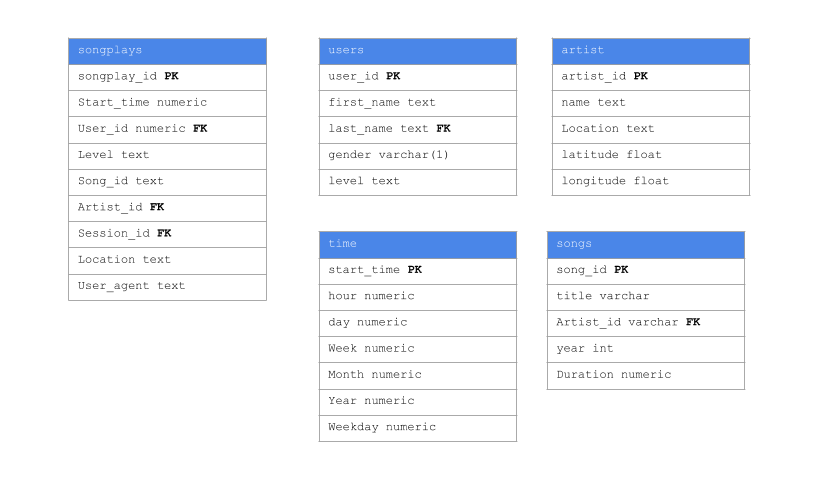 songplays
songplay_id PK
Start_time numeric
User_id numeric FK
Level text
Song_id text
Artist_id FK
Session_id FK
Location text
User_agent text
users
user_id PK
first_name text
last_name text FK
gender varchar(1)
level text
artist
artist_id PK
name text
Location text
latitude float
longitude float
time
start_time PK
hour numeric
day numeric
Week numeric
Month numeric
Year numeric
Weekday numeric
songs
song_id PK
title varchar
Artist_id varchar FK
year int
Duration numeric